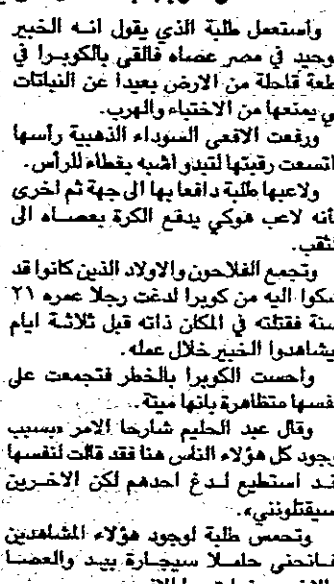 واستعمل طلبة الذي يقول انه الخبير
وحيد في مصر عصاه فالقى بالكوبرا في
طعة قاحلة من الارض بعيدا عن النباتات
ي يمنعها من الاختباء والهرب.
ورفعت الافعى السوداء الذهبية رأسها
اتسعت رقبتها لتبدو اشبه بغطاء للرأس.
ولاعبها طلبة دافعا بها الى جهة ثم اخرى
أنه لاعب هوكي يدفع الكرة بعصاه الى
لثقب.
وتجمع الفلاحون والاولاد الذين كانوا قد
شكوا اليه من كوبرا لدغت رجلا عمره ٢١
سنة فقتلته في المكان ذاته قبل ثلاثة ايام
يشاهدوا الخبير خلال عمله.
واحست الكوبرا بالخطر فتجمعت على
فسها متظاهرة بانها ميتة.
وقال عبد الحليم شارحا الامر «بسبب
جود كل هؤلاء الناس هنا فقد قالت لنفسها
قد استطيع لدغ احدهم لكن الاخرين
سيقتلونني».
وتحمس طلبة لوجود هؤلاء المشاهدين
انحنى حاملا سيجارة بيد والعصا